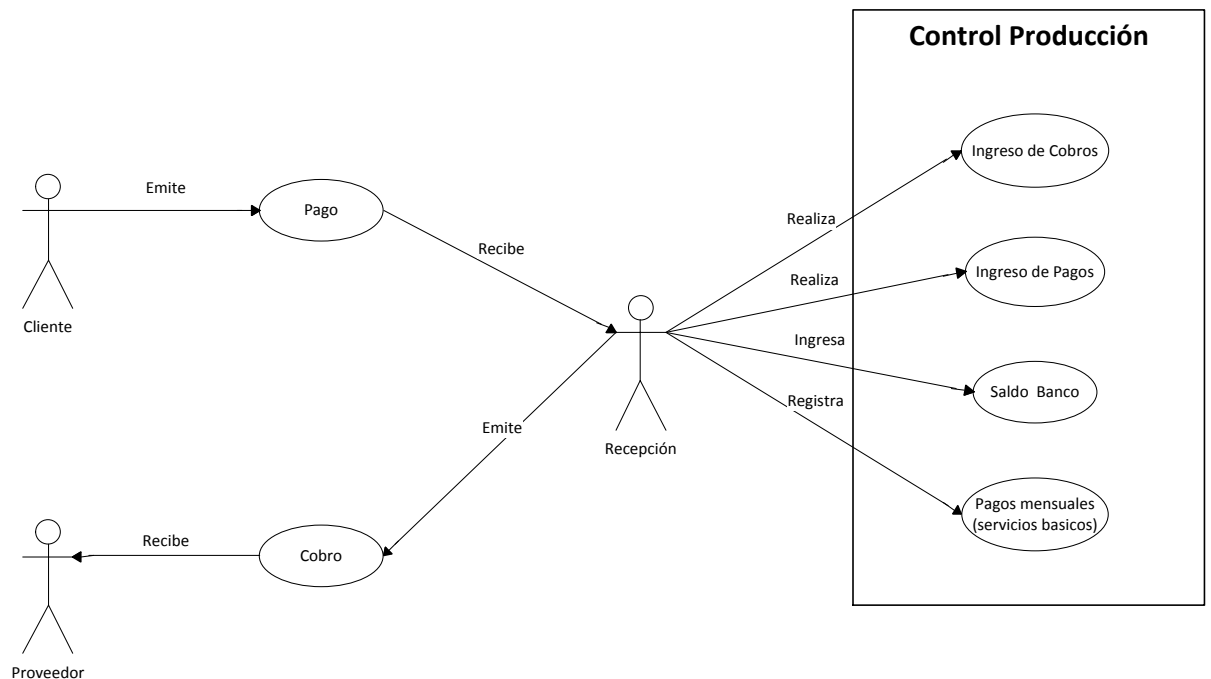 Control Producción
Ingreso de Cobros
Emite
Pago
Realiza
Recibe
Ingreso de Pagos
Realiza
Cliente
Ingresa
Saldo Banco
Registra
Emite
Recepción
Pagos mensuales
(servicios basicos)
Recibe
Cobro
Proveedor